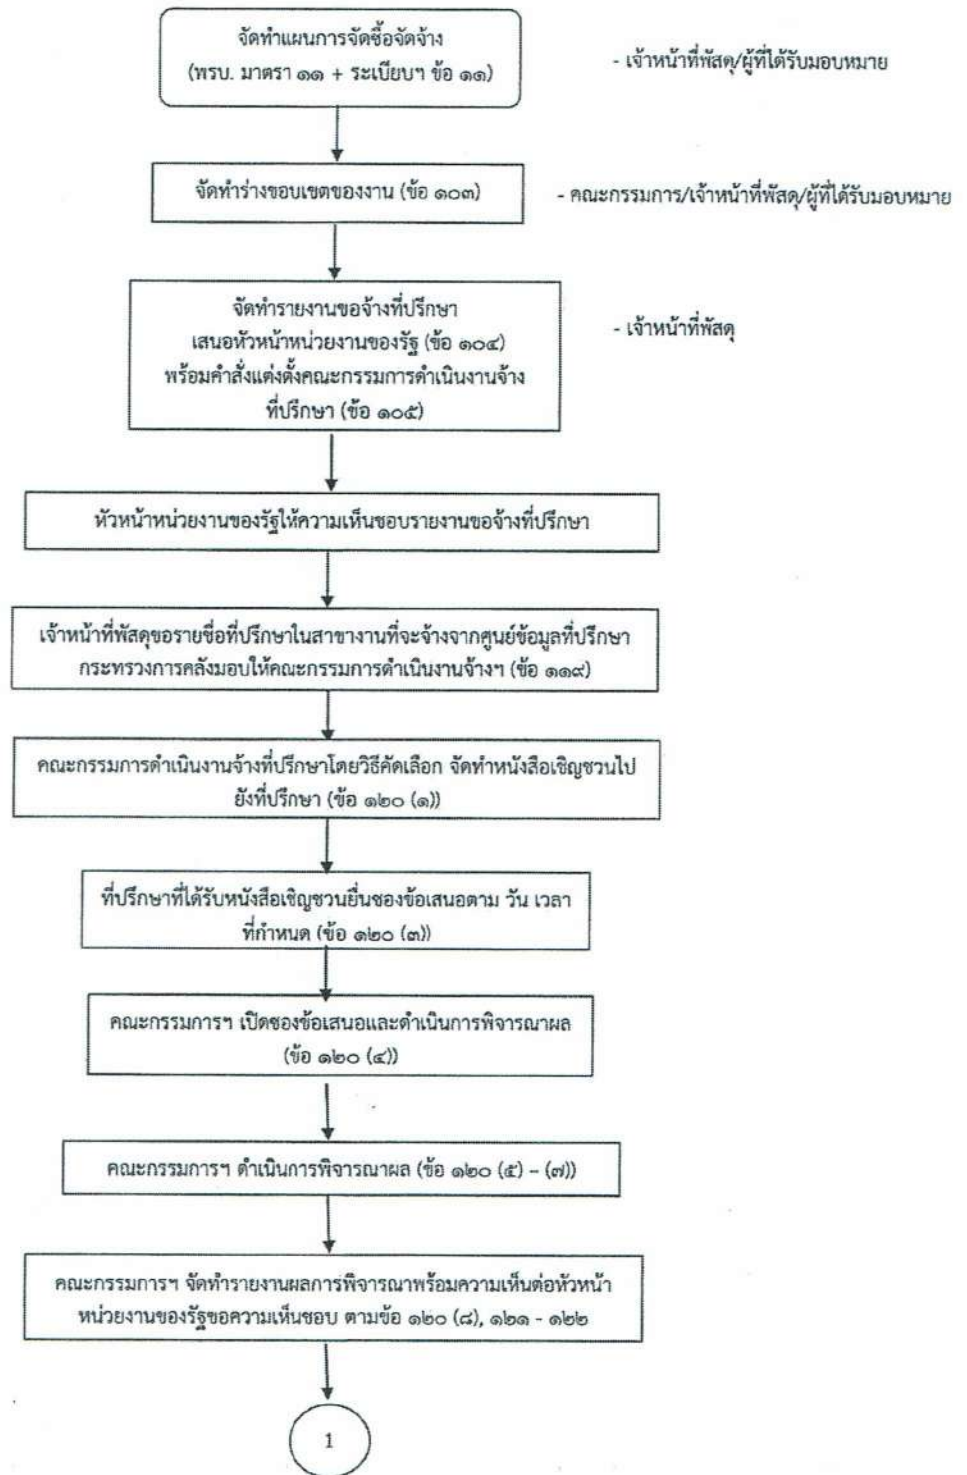 จัดทำแผนการจัดซื้อจัดจ้าง
(พรบ. มาตรา ๑๑ + ระเบียบฯ ข้อ ๑๑)
- เจ้าหน้าที่พัสดุ/ผู้ที่ได้รับมอบหมาย
จัดทำร่างขอบเขตของงาน (ข้อ ๑๐๓)
- คณะกรรมการ/เจ้าหน้าที่พัสดุ/ผู้ที่ได้รับมอบหมาย
จัดทำรายงานขอจ้างที่ปรึกษา
เสนอหัวหน้าหน่วยงานของรัฐ (ข้อ ๑๐๔)
พร้อมคำสั่งแต่งตั้งคณะกรรมการดำเนินงานจ้าง
ที่ปรึกษา (ข้อ ๑๐๕)
- เจ้าหน้าที่พัสดุ
หัวหน้าหน่วยงานของรัฐให้ความเห็นชอบรายงานขอจ้างที่ปรึกษา
เจ้าหน้าที่พัสดุขอรายชื่อที่ปรึกษาในสาขางานที่จะจ้างจากศูนย์ข้อมูลที่ปรึกษา
กระทรวงการคลังมอบให้คณะกรรมการดำเนินงานจ้างฯ (ข้อ ๑๑๙)
คณะกรรมการดำเนินงานจ้างที่ปรึกษาโดยวิธีคัดเลือก จัดทำหนังสือเชิญชวนไป
ยังที่ปรึกษา (ข้อ ๑๒๐ (๑))
ที่ปรึกษาที่ได้รับหนังสือเชิญชวนยื่นซองข้อเสนอตาม วัน เวลา
ที่กำหนด (ข้อ ๑๒๐ (๓))
คณะกรรมการฯ เปิดซองข้อเสนอและดำเนินการพิจารณาผล
(ข้อ ๑๒๐ (๔))
คณะกรรมการฯ ดำเนินการพิจารณาผล (ข้อ ๑๒๐ (๕) – (๗))
คณะกรรมการฯ จัดทำรายงานผลการพิจารณาพร้อมความเห็นต่อหัวหน้า
หน่วยงานของรัฐขอความเห็นชอบ ตามข้อ ๑๒๐ (๘), ๑๒๑ - ๑๒๒
1